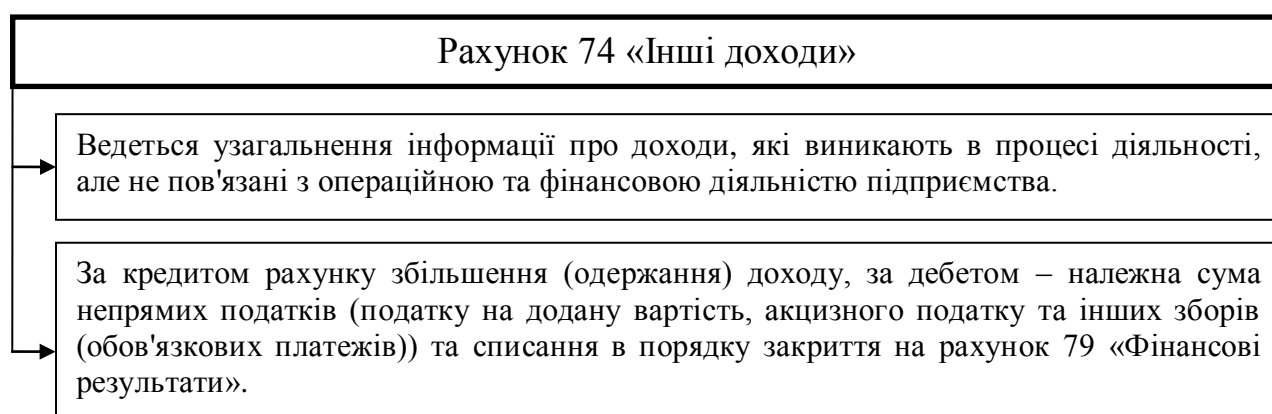 Рахунок 74 «Інші доходи»
Ведеться узагальнення інформації про доходи, які виникають в процесі діяльності,
але не пов'язані з операційною та фінансовою діяльністю підприємства.
За кредитом рахунку збільшення (одержання) доходу, за дебетом – належна сума
непрямих податків (податку на додану вартість, акцизного податку та інших зборів
(обов'язкових платежів)) та списання в порядку закриття на рахунок 79 «Фінансові
результати».